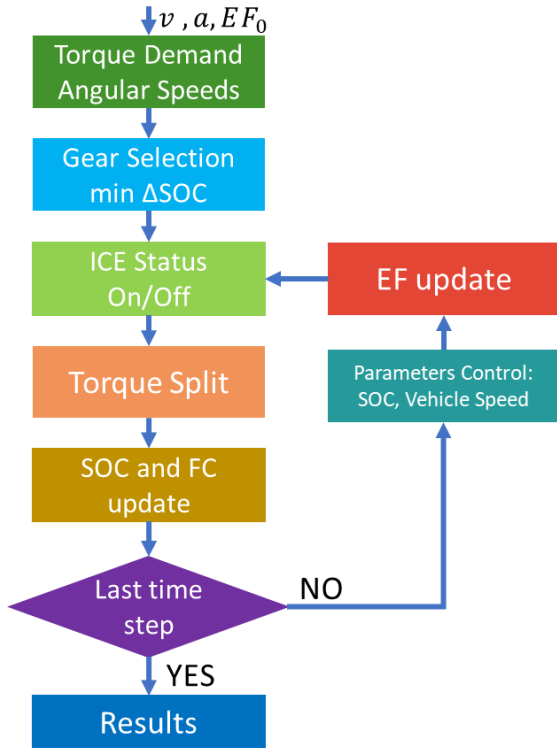 v , a, EF₀
Torque Demand
Angular Speeds
Gear Selection
min ΔSOC
ICE Status
On/Off
EF update
Torque Split
Parameters Control:
SOC, Vehicle Speed
SOC and FC
update
Last time
step
NO
YES
Results